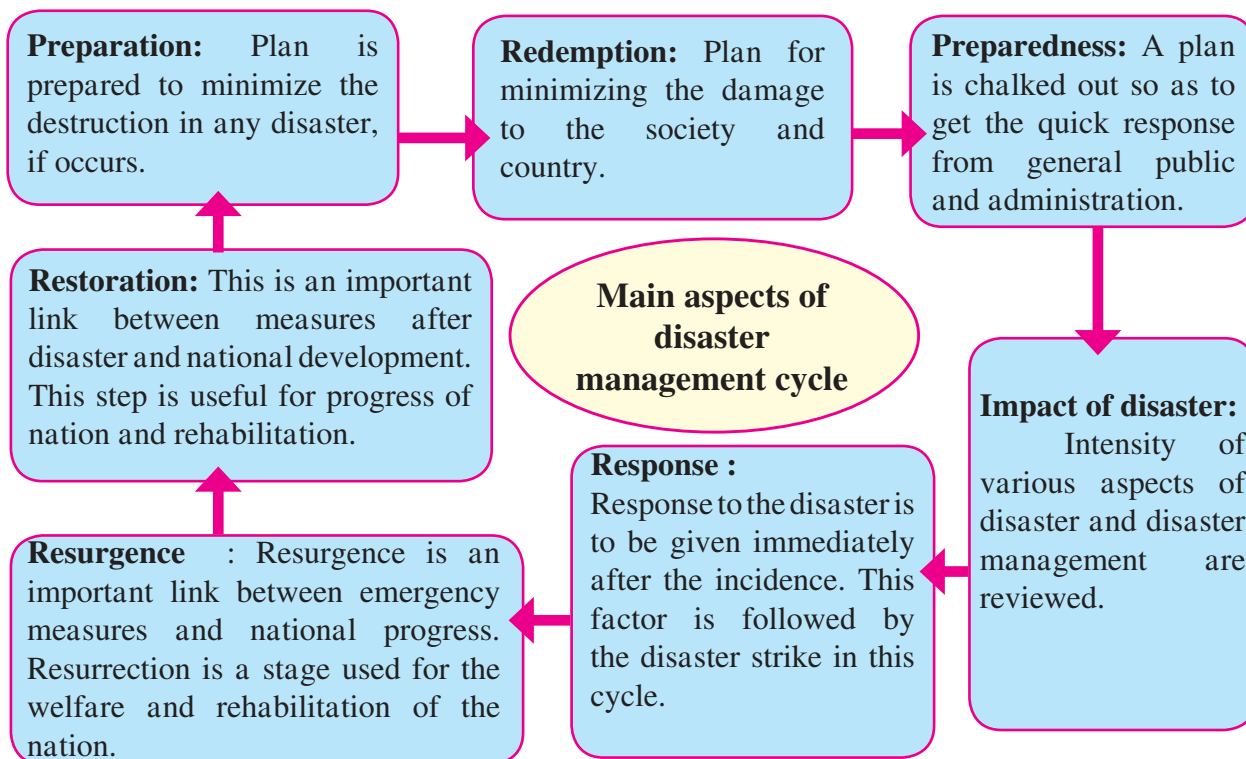 Preparation: Plan is
prepared to minimize the
destruction in any disaster,
if occurs.
Redemption: Plan for
minimizing the damage
to the society and
country.
Preparedness: A plan
is chalked out so as to
get the quick response
from general public
and administration.
Impact of disaster:
Intensity of
various aspects of
disaster and disaster
management are
reviewed.
Response :
Response to the disaster is
to be given immediately
after the incidence. This
factor is followed by
the disaster strike in this
cycle.
Resurgence : Resurgence is an
important link between emergency
measures and national progress.
Resurrection is a stage used for the
welfare and rehabilitation of the
nation.
Restoration: This is an important
link between measures after
disaster and national development.
This step is useful for progress of
nation and rehabilitation.
Main aspects of
disaster
management cycle